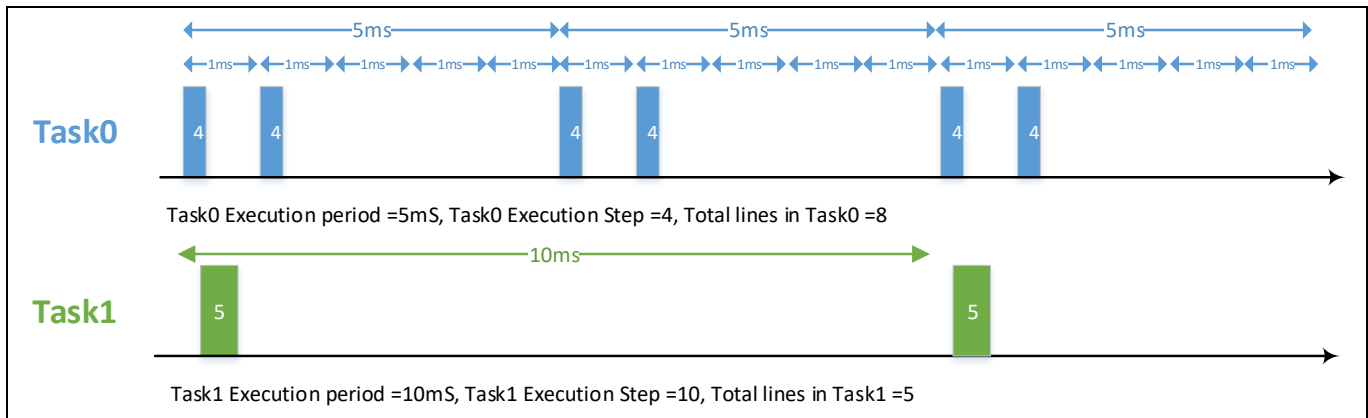 5ms 5ms 5ms
1ms 1ms 1ms 1ms 1ms 1ms 1ms 1ms 1ms 1ms 1ms 1ms 1ms 1ms 1ms
Task0 4 4 4 4 4 4
Task0 Execution period =5mS, Task0 Execution Step =4, Total lines in Task0 =8
10ms
Task1 5 5
Task1 Execution period =10mS, Task1 Execution Step =10, Total lines in Task1 =5